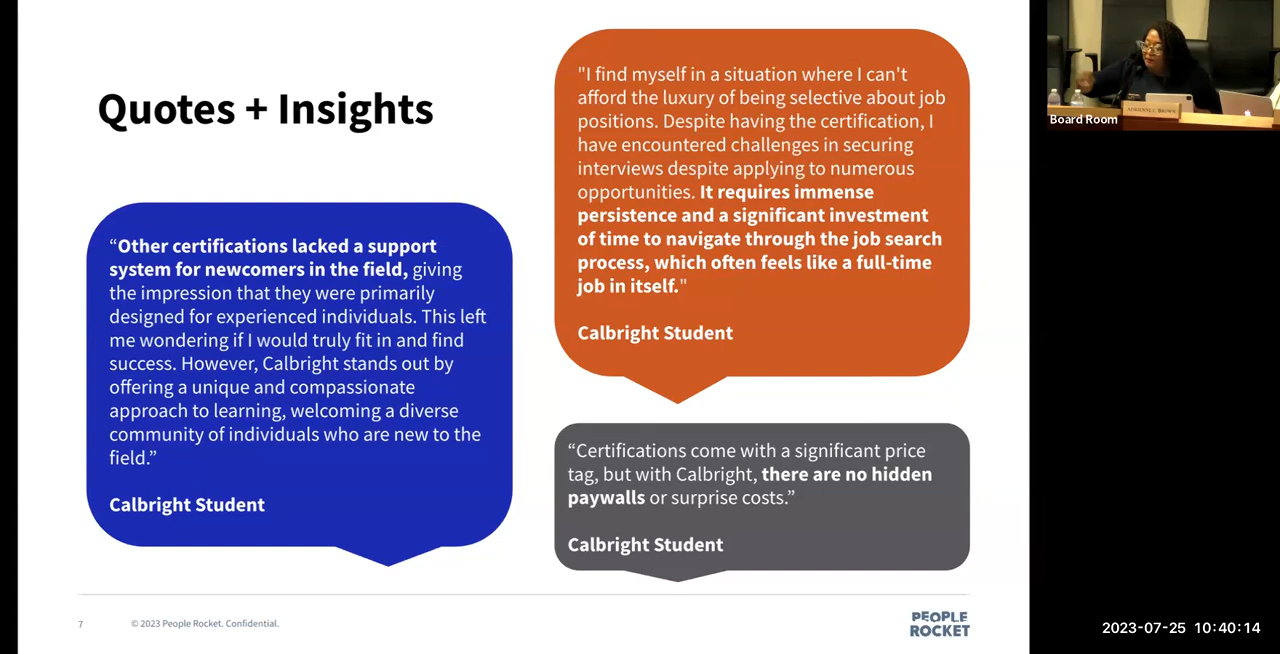 Quotes + Insights
“Other certifications lacked a support
system for newcomers in the field, giving
the impression that they were primarily
designed for experienced individuals. This left
me wondering if I would truly fit in and find
success. However, Calbright stands out by
offering a unique and compassionate
approach to learning, welcoming a diverse
community of individuals who are new to the
field.”
Calbright Student
"I find myself in a situation where I can't
afford the luxury of being selective about job
positions. Despite having the certification, I
have encountered challenges in securing
interviews despite applying to numerous
opportunities. It requires immense
persistence and a significant investment
of time to navigate through the job search
process, which often feels like a full-time
job in itself."
Calbright Student
“Certifications come with a significant price
tag, but with Calbright, there are no hidden
paywalls or surprise costs.”
Calbright Student
7
© 2023 People Rocket. Confidential.
PEOPLE
ROCKET
Board Room
2023-07-25 10:40:14